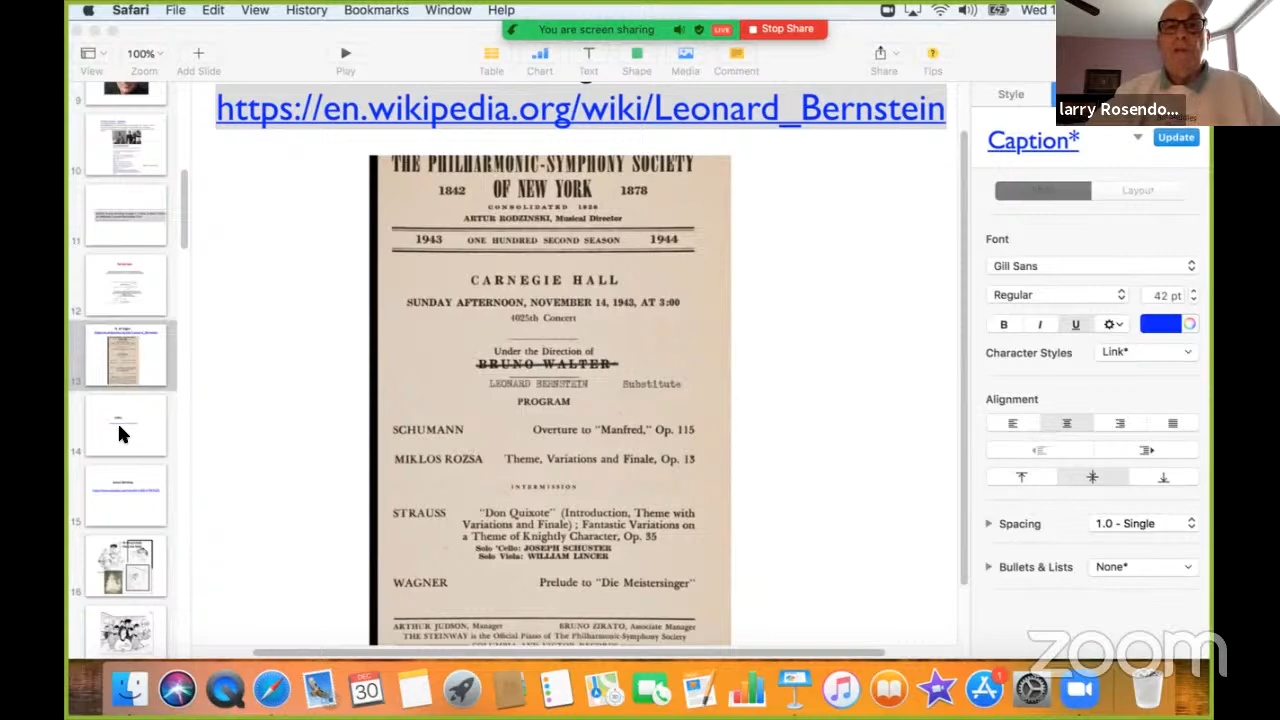 Safari File Edit View History Bookmarks Window Help Wed 1
You are screen sharing LIVE Stop Share
100%
View Zoom Add Slide Play Table Chart Text Shape Media Comment Share Tips
larry Rosendo...
https://en.wikipedia.org/wiki/Leonard_Bernstein
THE PHILHARMONIC-SYMPHONY SOCIETY
1842 OF NEW YORK 1878
CONSOLIDATED 1928
ARTUR RODZINSKI, Musical Director
1943 ONE HUNDRED SECOND SEASON 1944
CARNEGIE HALL
SUNDAY AFTERNOON, NOVEMBER 14, 1943, AT 3:00
4025th Concert
Under the Direction of
BRUNO WALTER
LEONARD BERNSTEIN Substitute
PROGRAM
SCHUMANN Overture to "Manfred," Op. 115
MIKLOS ROZSA Theme, Variations and Finale, Op. 13
INTERMISSION
STRAUSS "Don Quixote" (Introduction, Theme with
Variations and Finale); Fantastic Variations on
a Theme of Knightly Character, Op. 35
Solo 'Cello: JOSEPH SCHUSTER
Solo Viola: WILLIAM LINCER
WAGNER Prelude to "Die Meistersinger"
ARTHUR JUDSON, Manager BRUNO ZIRATO, Associate Manager
THE STEINWAY is the Official Piano of The Philharmonic-Symphony Society
COLUMBIA AND VICTOR RECORDS
9
10
11
12
13
14
15
16
Style
Caption* Update
Layout
Font
Gill Sans
Regular 42 pt
B I U
Character Styles Link*
Alignment
Spacing 1.0 - Single
Bullets & Lists None*
DEC
30
1
zoom